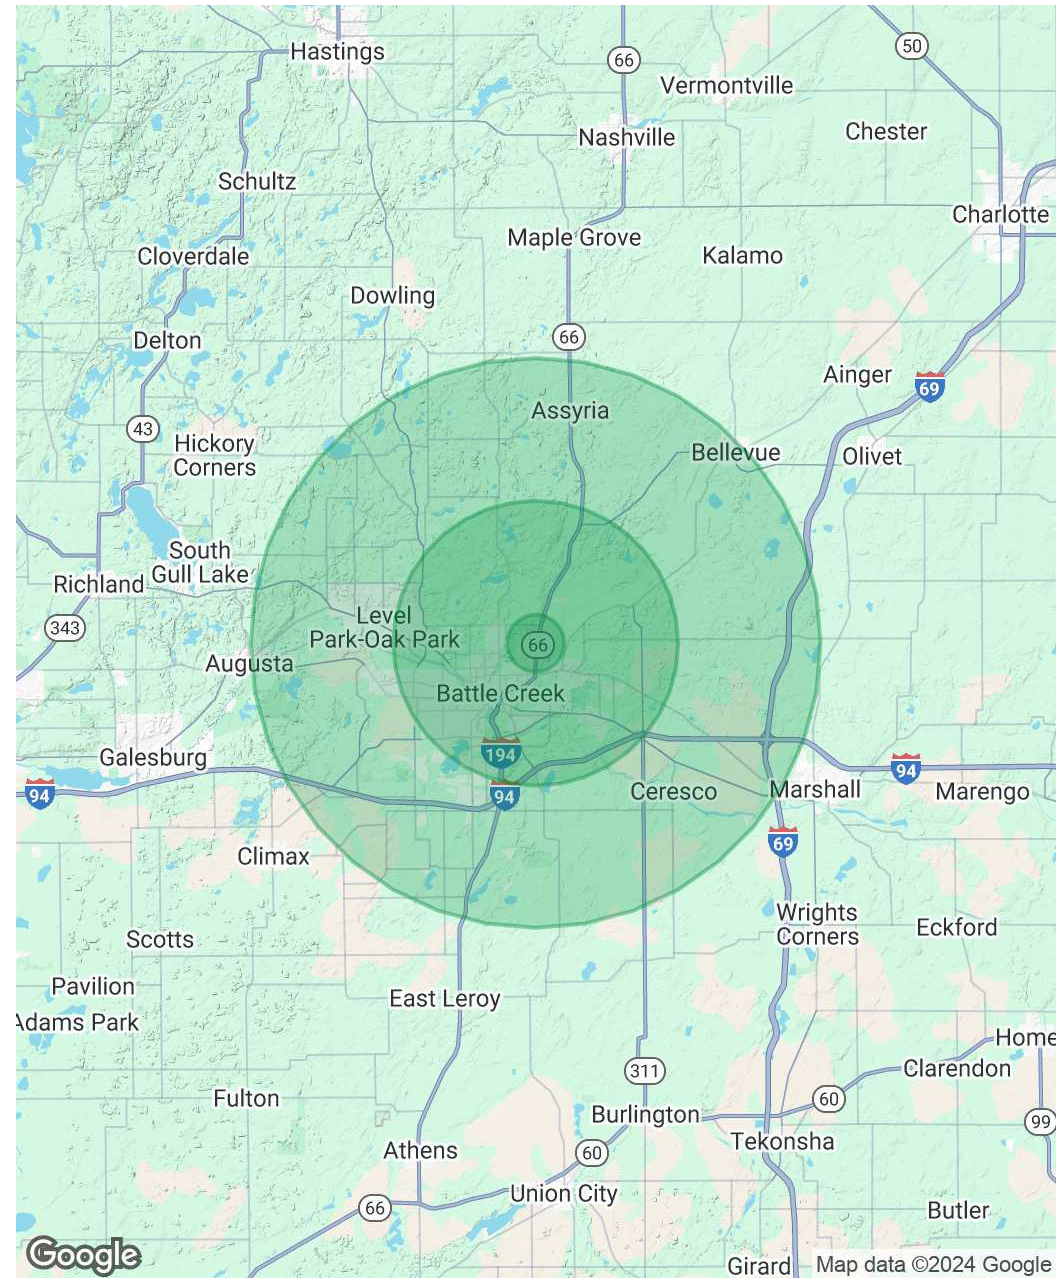 Hastings
66
50
Vermontville
Chester
Nashville
Schultz
Charlotte
Maple Grove
Cloverdale
Kalamo
Dowling
66
Delton
Ainger
69
Assyria
43
Hickory
Corners
Bellevue
Olivet
South
Gull Lake
Richland
Level
Park-Oak Park
343
66
Augusta
Battle Creek
194
Galesburg
94
94
94
Ceresco
Marshall
Marengo
69
Climax
Wrights
Corners
Eckford
Scotts
Pavilion
East Leroy
Adams Park
Home
Clarendon
311
Fulton
60
Burlington
99
Tekonsha
Athens
60
Union City
66
Butler
Google
Girard
Map data ©2024 Google